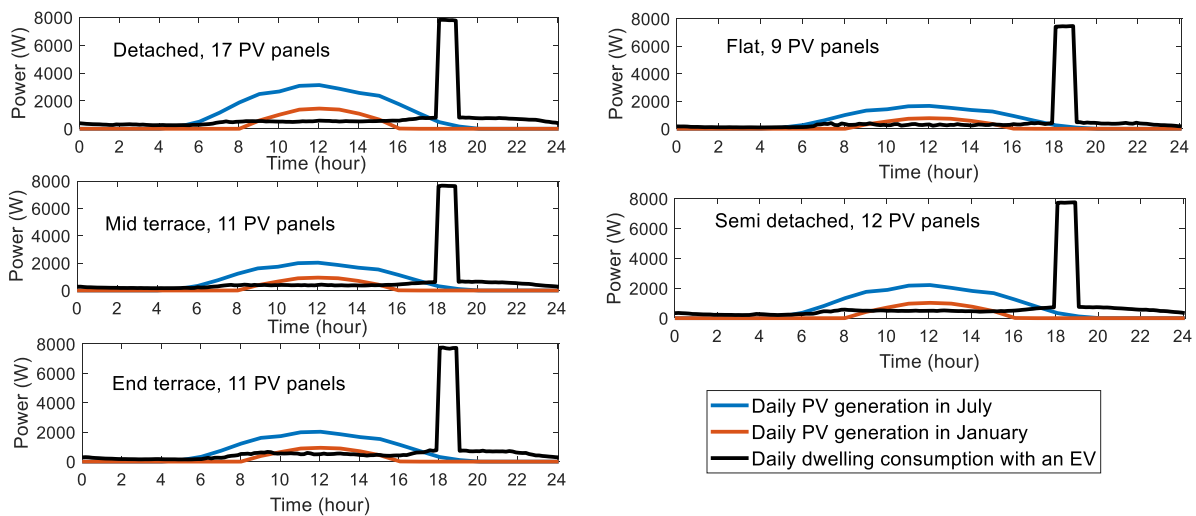 Detached, 17 PV panels
Power (W)
8000
6000
4000
2000
0
0 2 4 6 8 10 12 14 16 18 20 22 24
Time (hour)
Mid terrace, 11 PV panels
Power (W)
8000
6000
4000
2000
0
0 2 4 6 8 10 12 14 16 18 20 22 24
Time (hour)
End terrace, 11 PV panels
Power (W)
8000
6000
4000
2000
0
0 2 4 6 8 10 12 14 16 18 20 22 24
Time (hour)
Flat, 9 PV panels
Power (W)
8000
6000
4000
2000
0
0 2 4 6 8 10 12 14 16 18 20 22 24
Time (hour)
Semi detached, 12 PV panels
Power (W)
8000
6000
4000
2000
0
0 2 4 6 8 10 12 14 16 18 20 22 24
Time (hour)
Daily PV generation in July
Daily PV generation in January
Daily dwelling consumption with an EV